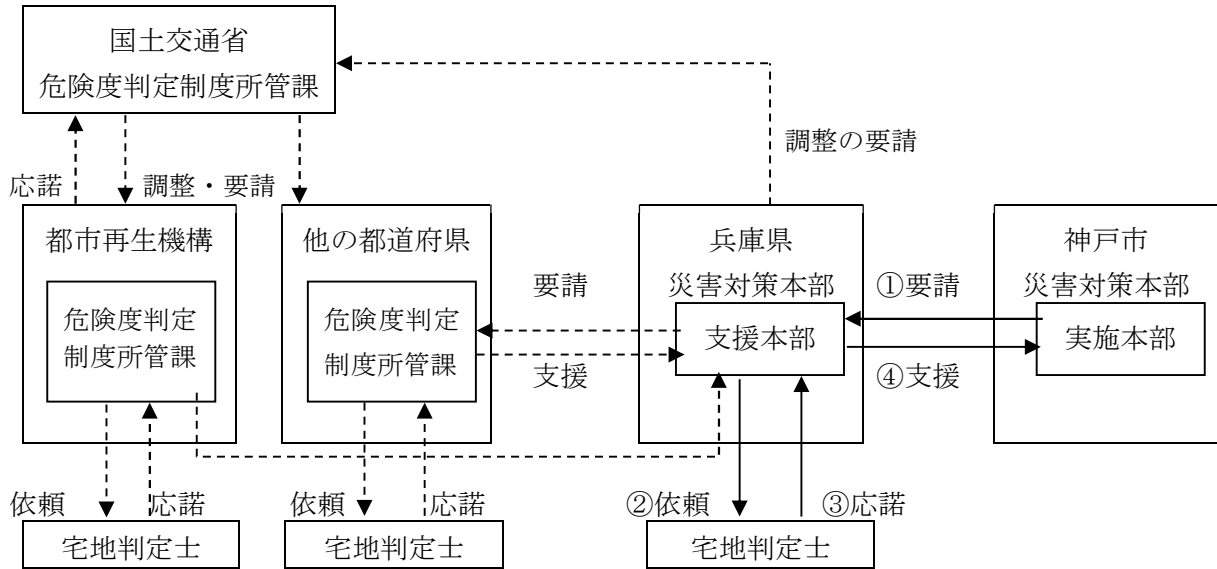 国土交通省
危険度判定制度所管課
調整の要請
応諾
調整・要請
都市再生機構
危険度判定
制度所管課
他の都道府県
危険度判定
制度所管課
要請
支援
兵庫県
災害対策本部
支援本部
①要請
④支援
神戸市
災害対策本部
実施本部
依頼
応諾
宅地判定士
依頼
応諾
宅地判定士
②依頼
③応諾
宅地判定士